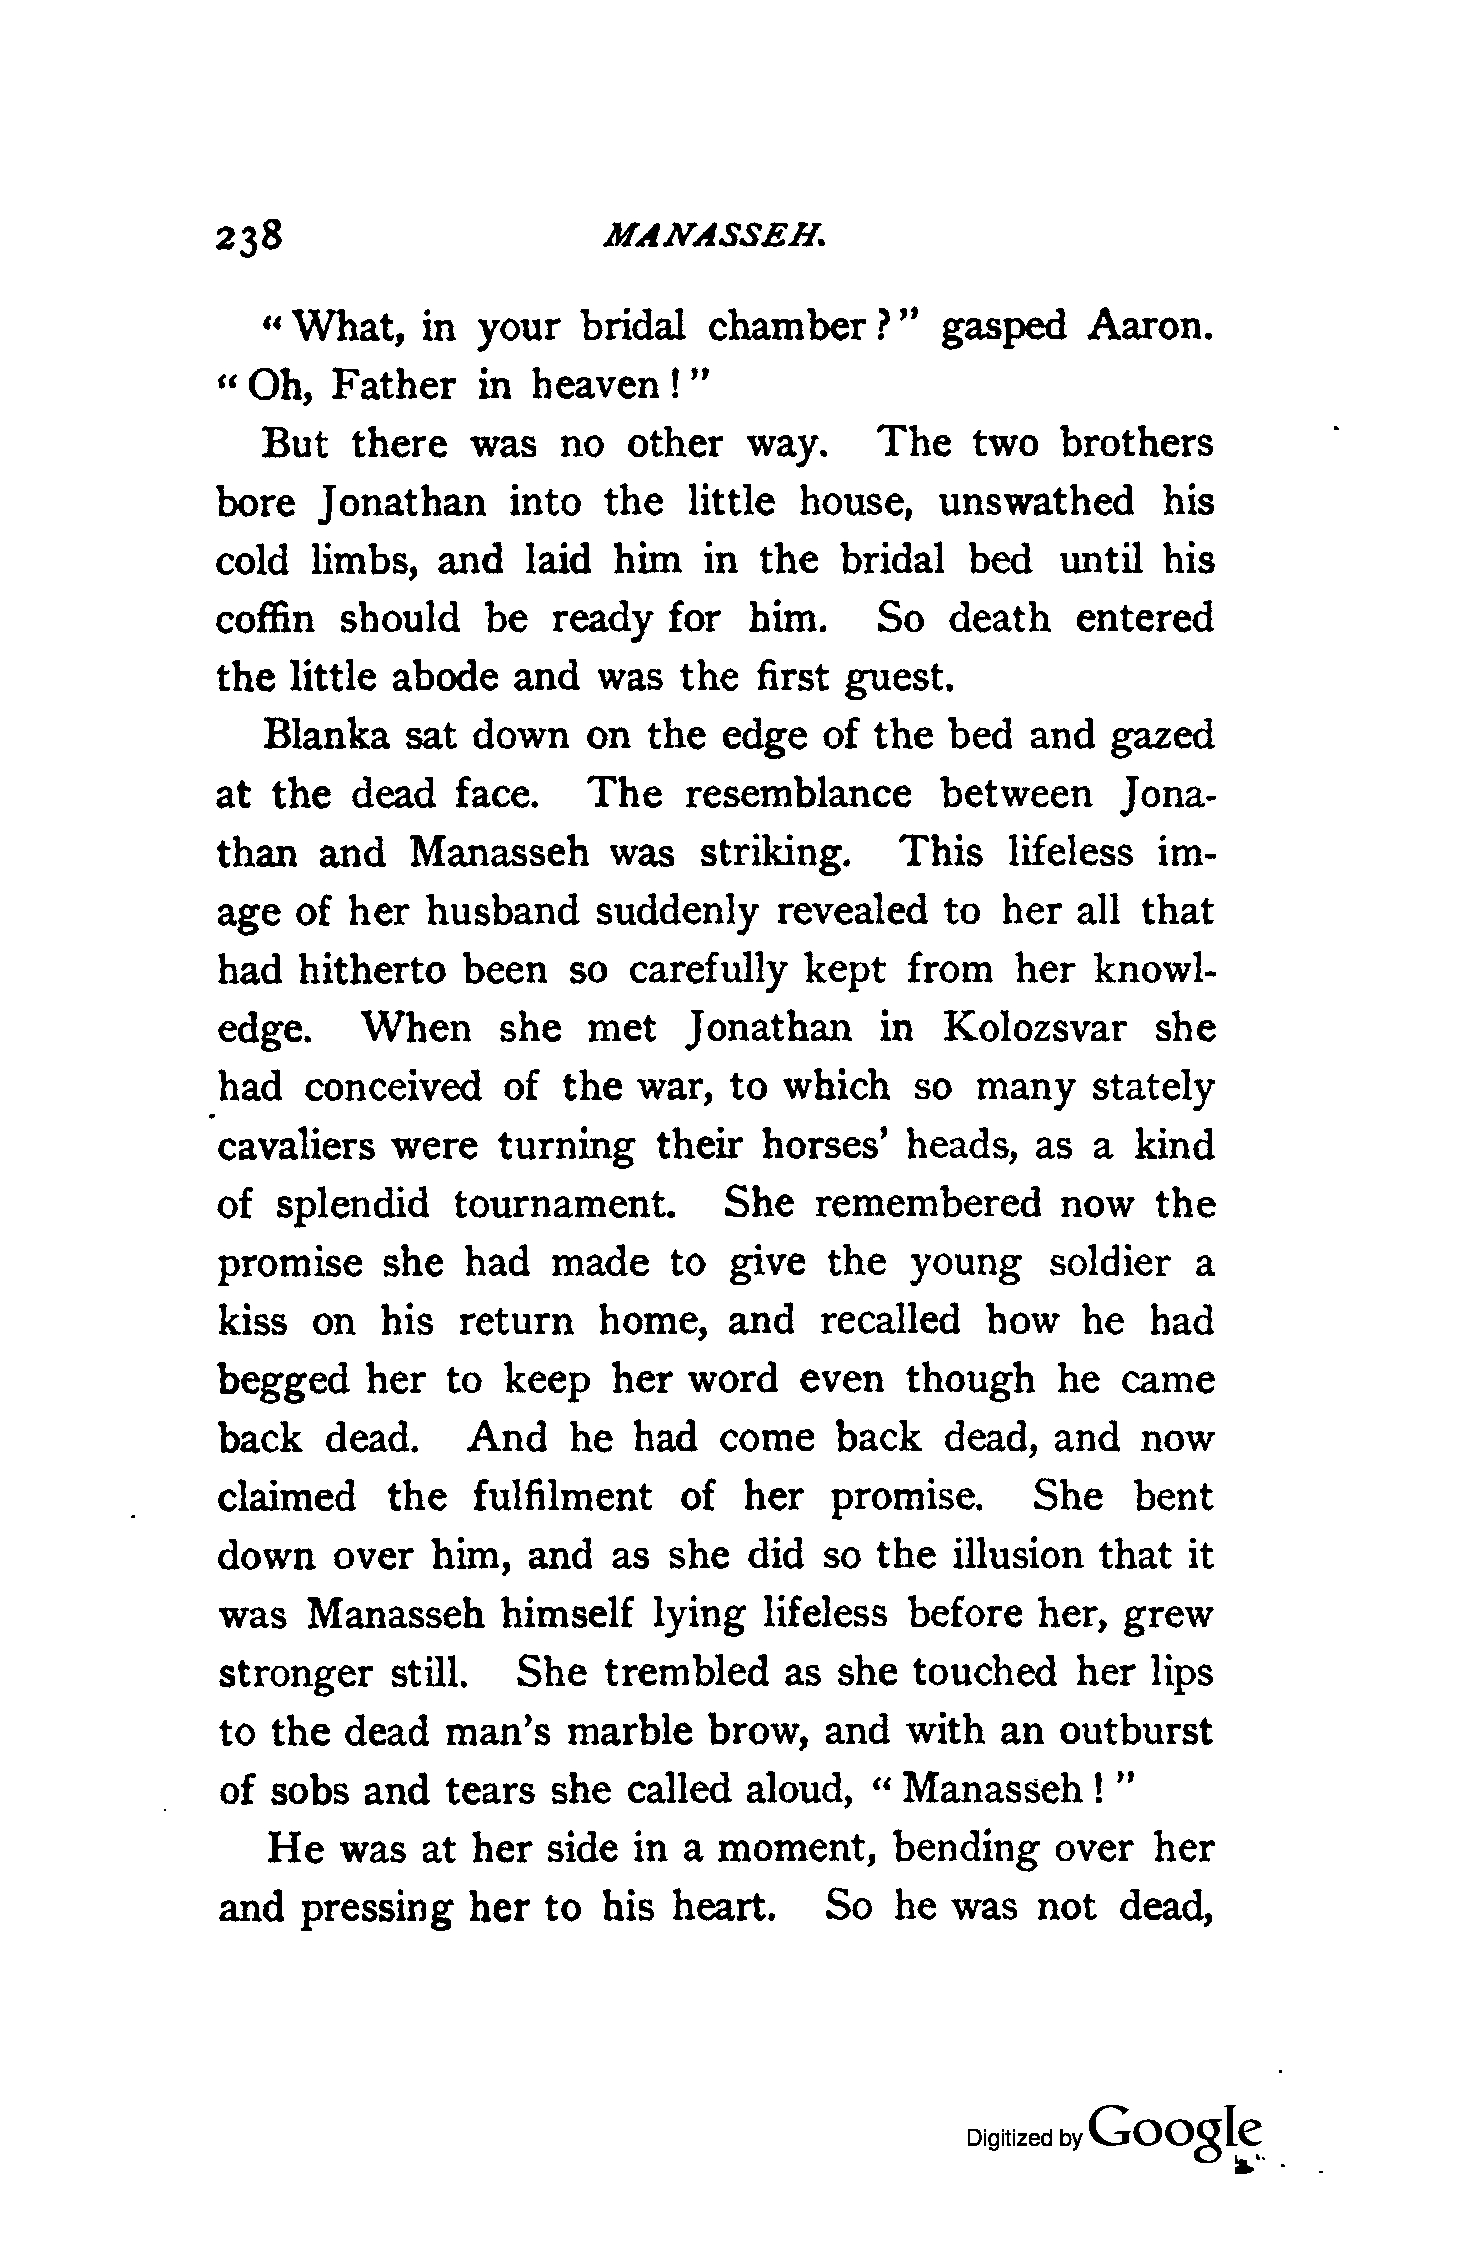 238 MANASSEH.
" What, in your bridal chamber ? " gasped Aaron.
" Oh, Father in heaven ! "
But there was no other way. The two brothers
bore Jonathan into the little house, unswathed his
cold limbs, and laid him in the bridal bed until his
coffin should be ready for him. So death entered
the little abode and was the first guest.
Blanka sat down on the edge of the bed and gazed
at the dead face. The resemblance between Jona-
than and Manasseh was striking. This lifeless im-
age of her husband suddenly revealed to her all that
had hitherto been so carefully kept from her knowl-
edge. When she met Jonathan in Kolozsvar she
had conceived of the war, to which so many stately
cavaliers were turning their horses' heads, as a kind
of splendid tournament. She remembered now the
promise she had made to give the young soldier a
kiss on his return home, and recalled how he had
begged her to keep her word even though he came
back dead. And he had come back dead, and now
claimed the fulfilment of her promise. She bent
down over him, and as she did so the illusion that it
was Manasseh himself lying lifeless before her, grew
stronger still. She trembled as she touched her lips
to the dead man's marble brow, and with an outburst
of sobs and tears she called aloud, " Manasseh ! "
He was at her side in a moment, bending over her
and pressing her to his heart. So he was not dead,
Digitized by Google